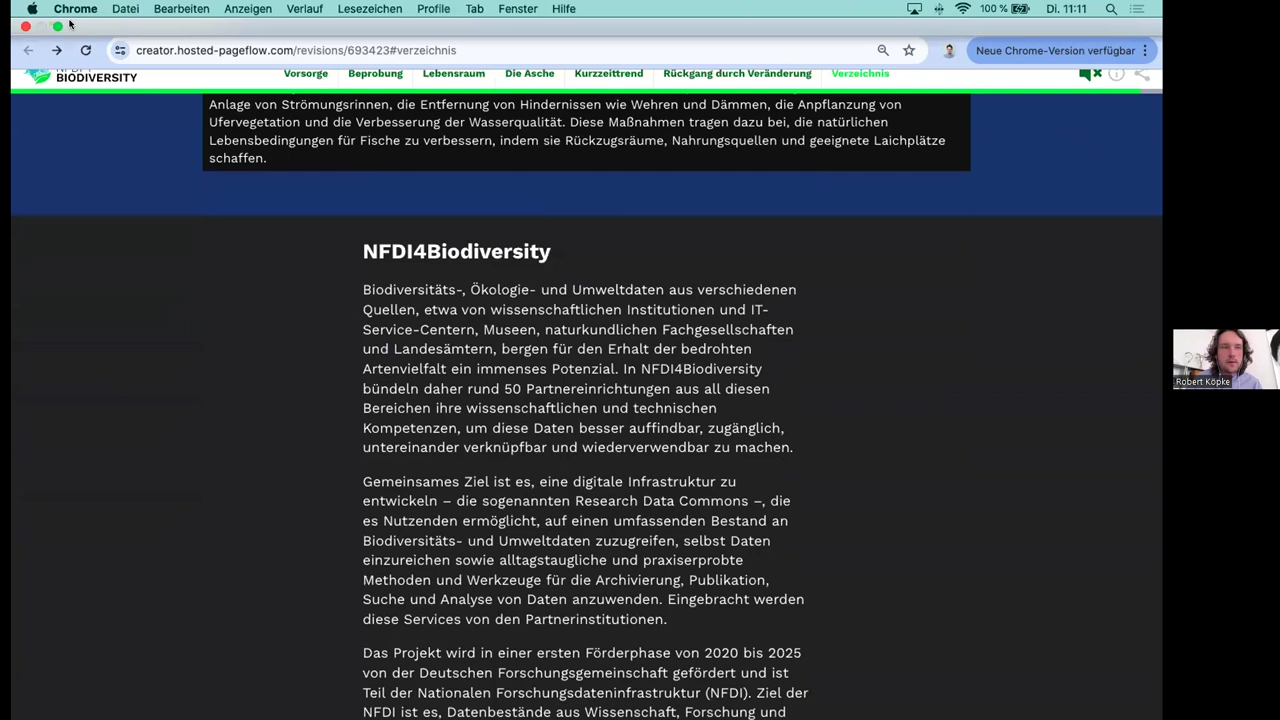 Chrome Datei Bearbeiten Anzeigen Verlauf Lesezeichen Profile Tab Fenster Hilfe 100 % Di. 11:11
creator.hosted-pageflow.com/revisions/693423#verzeichnis Neue Chrome-Version verfügbar
BIODIVERSITY Vorsorge Beprobung Lebensraum Die Asche Kurzzeittrend Rückgang durch Veränderung Verzeichnis
Anlage von Strömungsrinnen, die Entfernung von Hindernissen wie Wehren und Dämmen, die Anpflanzung von
Ufervegetation und die Verbesserung der Wasserqualität. Diese Maßnahmen tragen dazu bei, die natürlichen
Lebensbedingungen für Fische zu verbessern, indem sie Rückzugsräume, Nahrungsquellen und geeignete Laichplätze
schaffen.
NFDI4Biodiversity
Biodiversitäts-, Ökologie- und Umweltdaten aus verschiedenen
Quellen, etwa von wissenschaftlichen Institutionen und IT-
Service-Centern, Museen, naturkundlichen Fachgesellschaften
und Landesämtern, bergen für den Erhalt der bedrohten
Artenvielfalt ein immenses Potenzial. In NFDI4Biodiversity
bündeln daher rund 50 Partnereinrichtungen aus all diesen
Bereichen ihre wissenschaftlichen und technischen
Kompetenzen, um diese Daten besser auffindbar, zugänglich,
untereinander verknüpfbar und wiederverwendbar zu machen.
Gemeinsames Ziel ist es, eine digitale Infrastruktur zu
entwickeln – die sogenannten Research Data Commons –, die
es Nutzenden ermöglicht, auf einen umfassenden Bestand an
Biodiversitäts- und Umweltdaten zuzugreifen, selbst Daten
einzureichen sowie alltagstaugliche und praxiserprobte
Methoden und Werkzeuge für die Archivierung, Publikation,
Suche und Analyse von Daten anzuwenden. Eingebracht werden
diese Services von den Partnerinstitutionen.
Das Projekt wird in einer ersten Förderphase von 2020 bis 2025
von der Deutschen Forschungsgemeinschaft gefördert und ist
Teil der Nationalen Forschungsdateninfrastruktur (NFDI). Ziel der
NFDI ist es, Datenbestände aus Wissenschaft, Forschung und
Robert Köpke